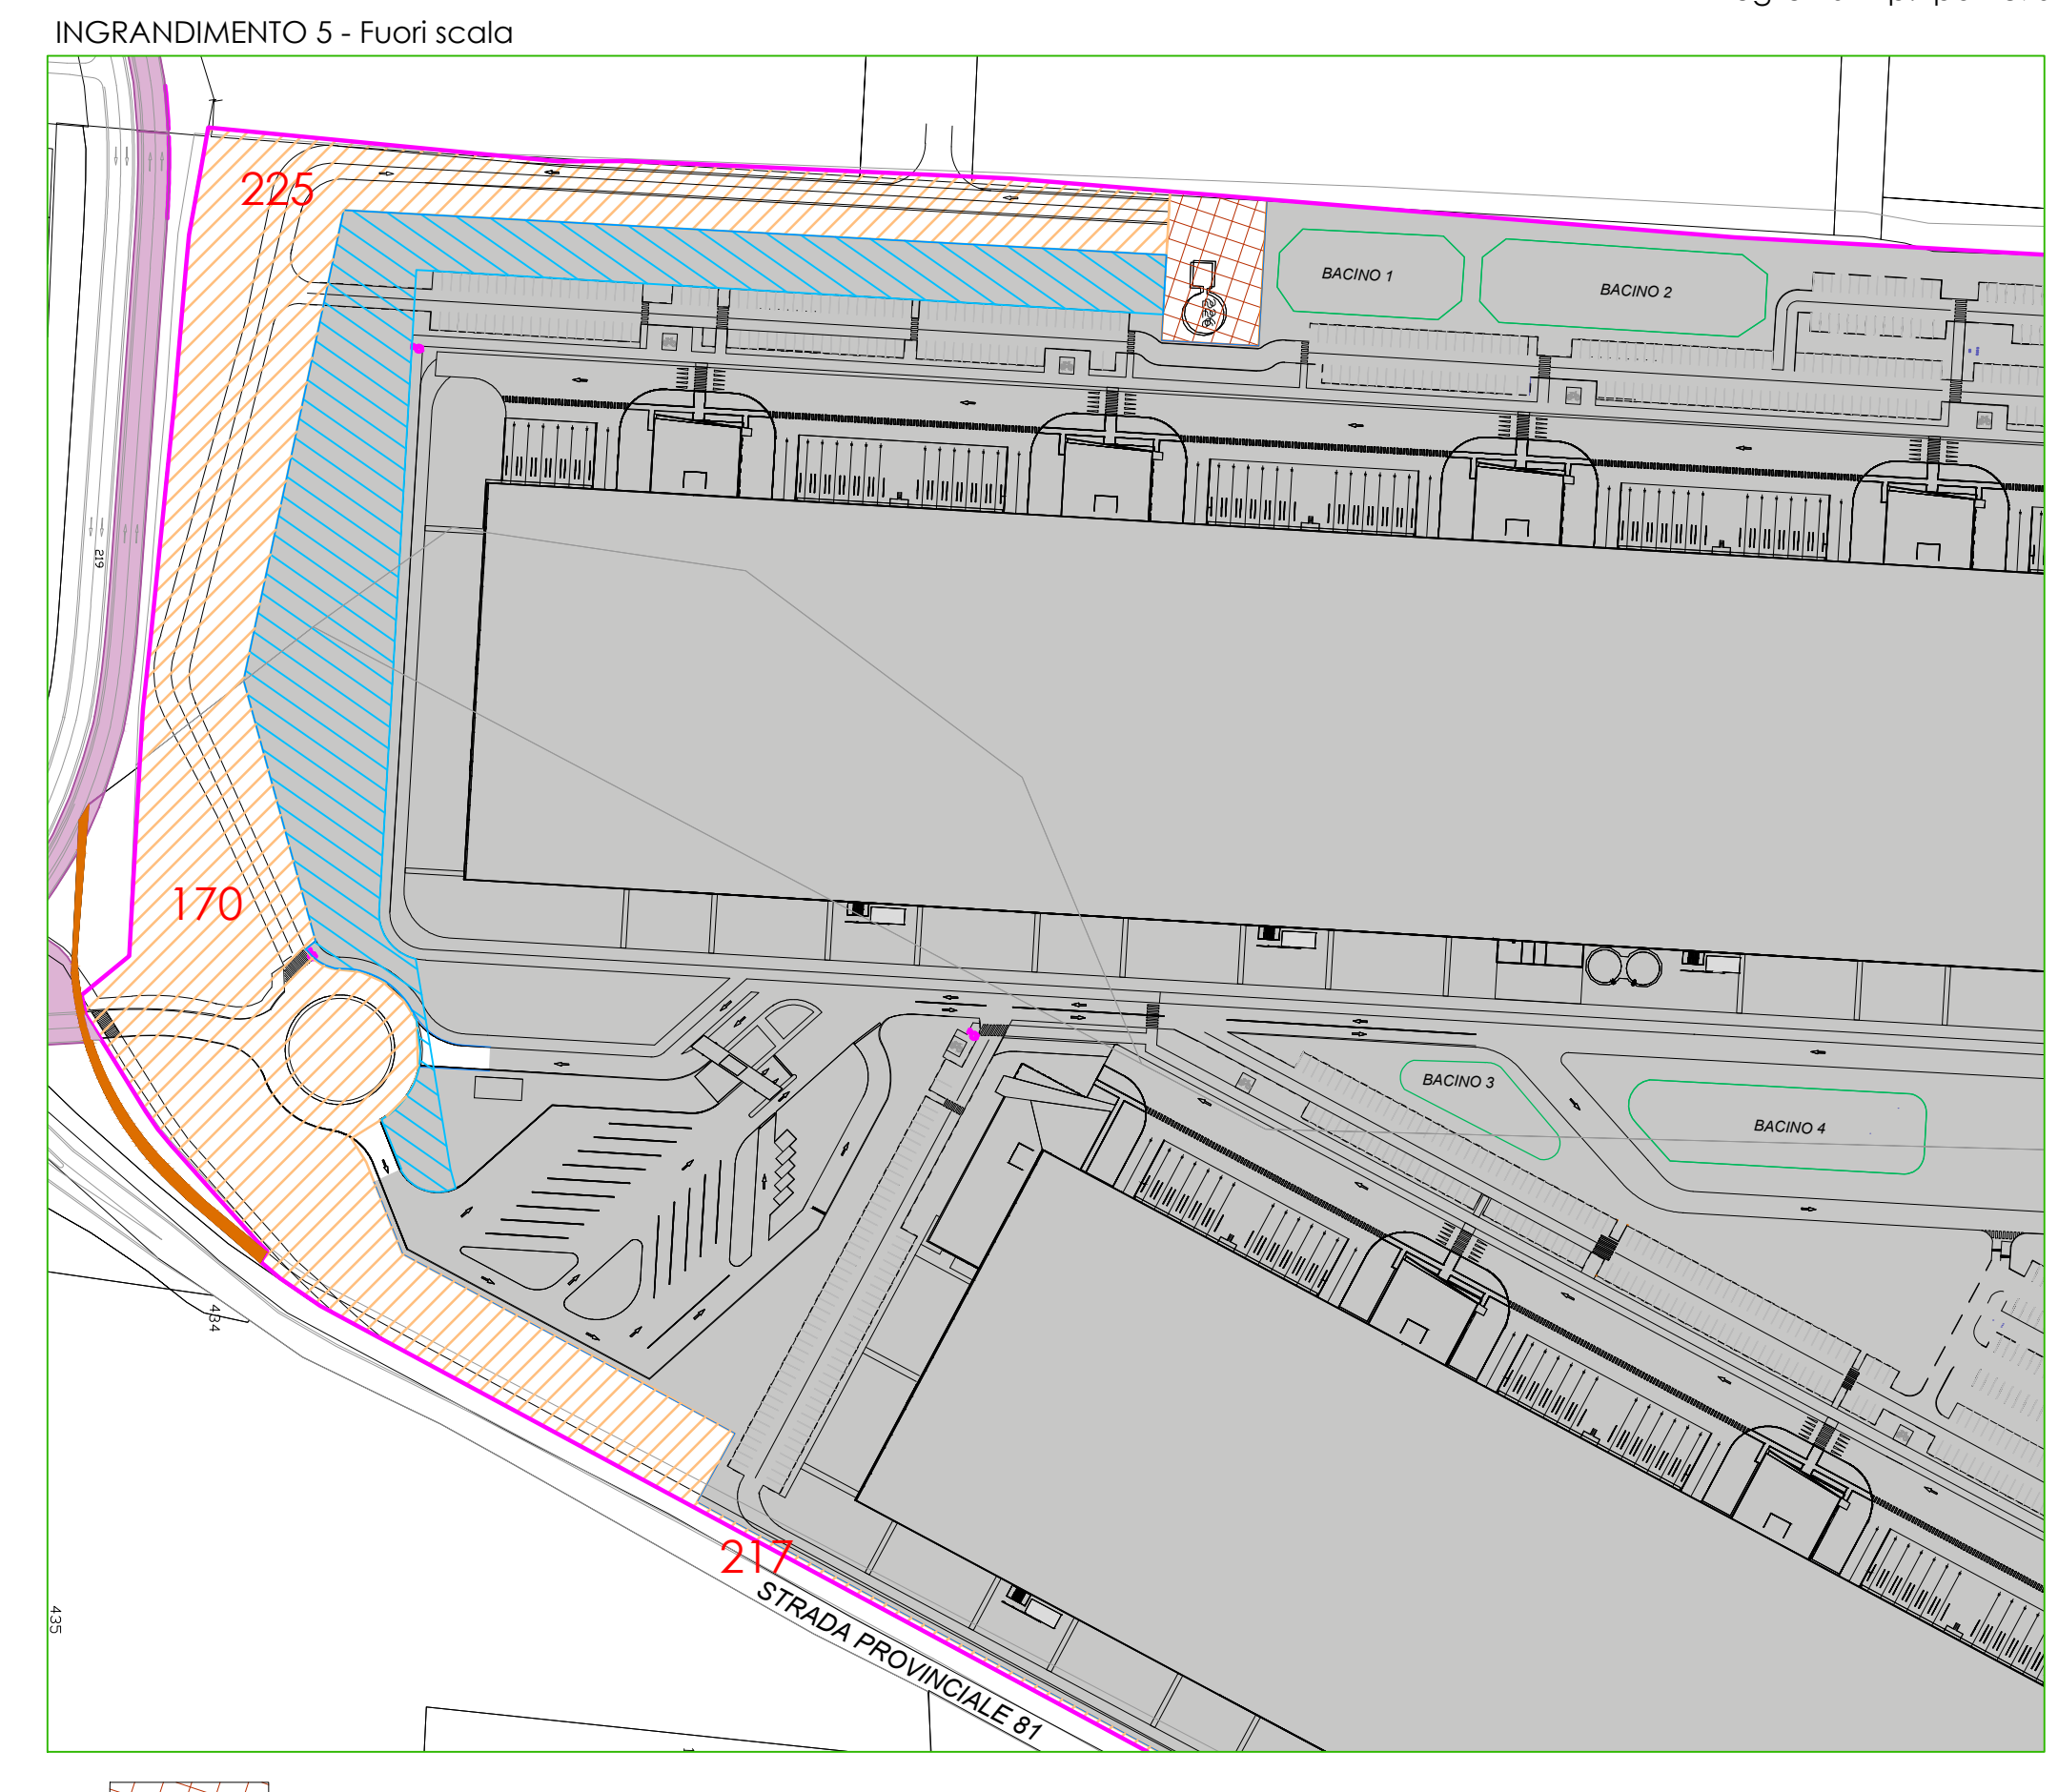 INGRANDIMENTO 5 - Fuori scala
225
BACINO 1
BACINO 2
226
219
170
BACINO 3
BACINO 4
434
217
STRADA PROVINCIALE 81
435